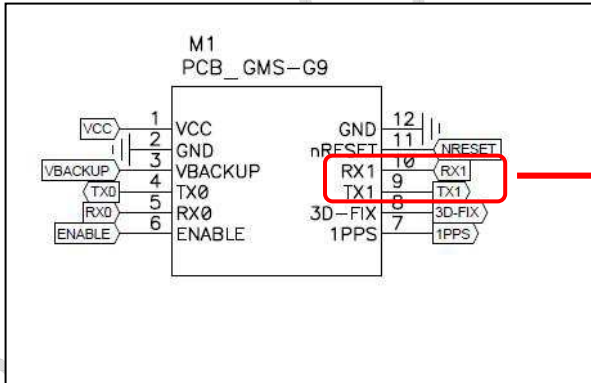 M1
PCB_GMS-G9
VCC 1 VCC
2 GND
VBACKUP 3 VBACKUP
TX0 4 TX0
RX0 5 RX0
ENABLE 6 ENABLE
GND 12
nRESET 11 NRESET
RX1 10 RX1
TX1 9 TX1
3D-FIX 8 3D-FIX
1PPS 7 1PPS